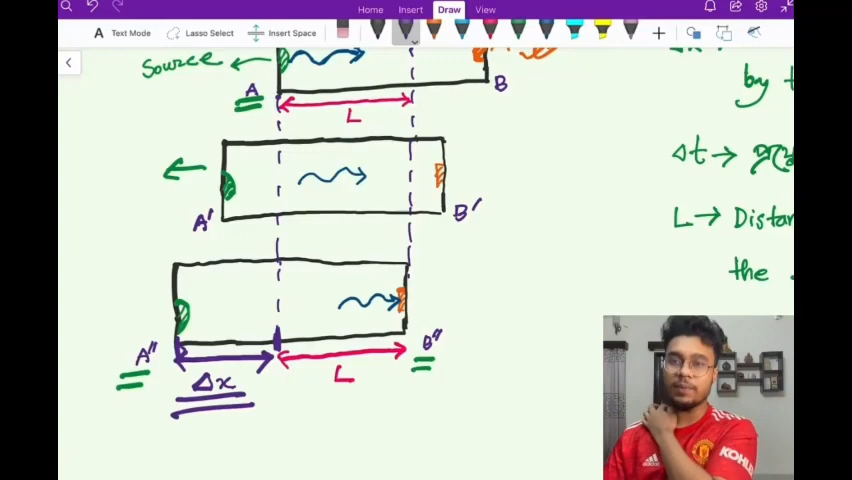 Home Insert Draw View
Text Mode Lasso Select Insert Space
Source
A
B
L
by t
A'
B'
Δt →
L → Distan
the
A"
B"
Δx
L
KOHLER